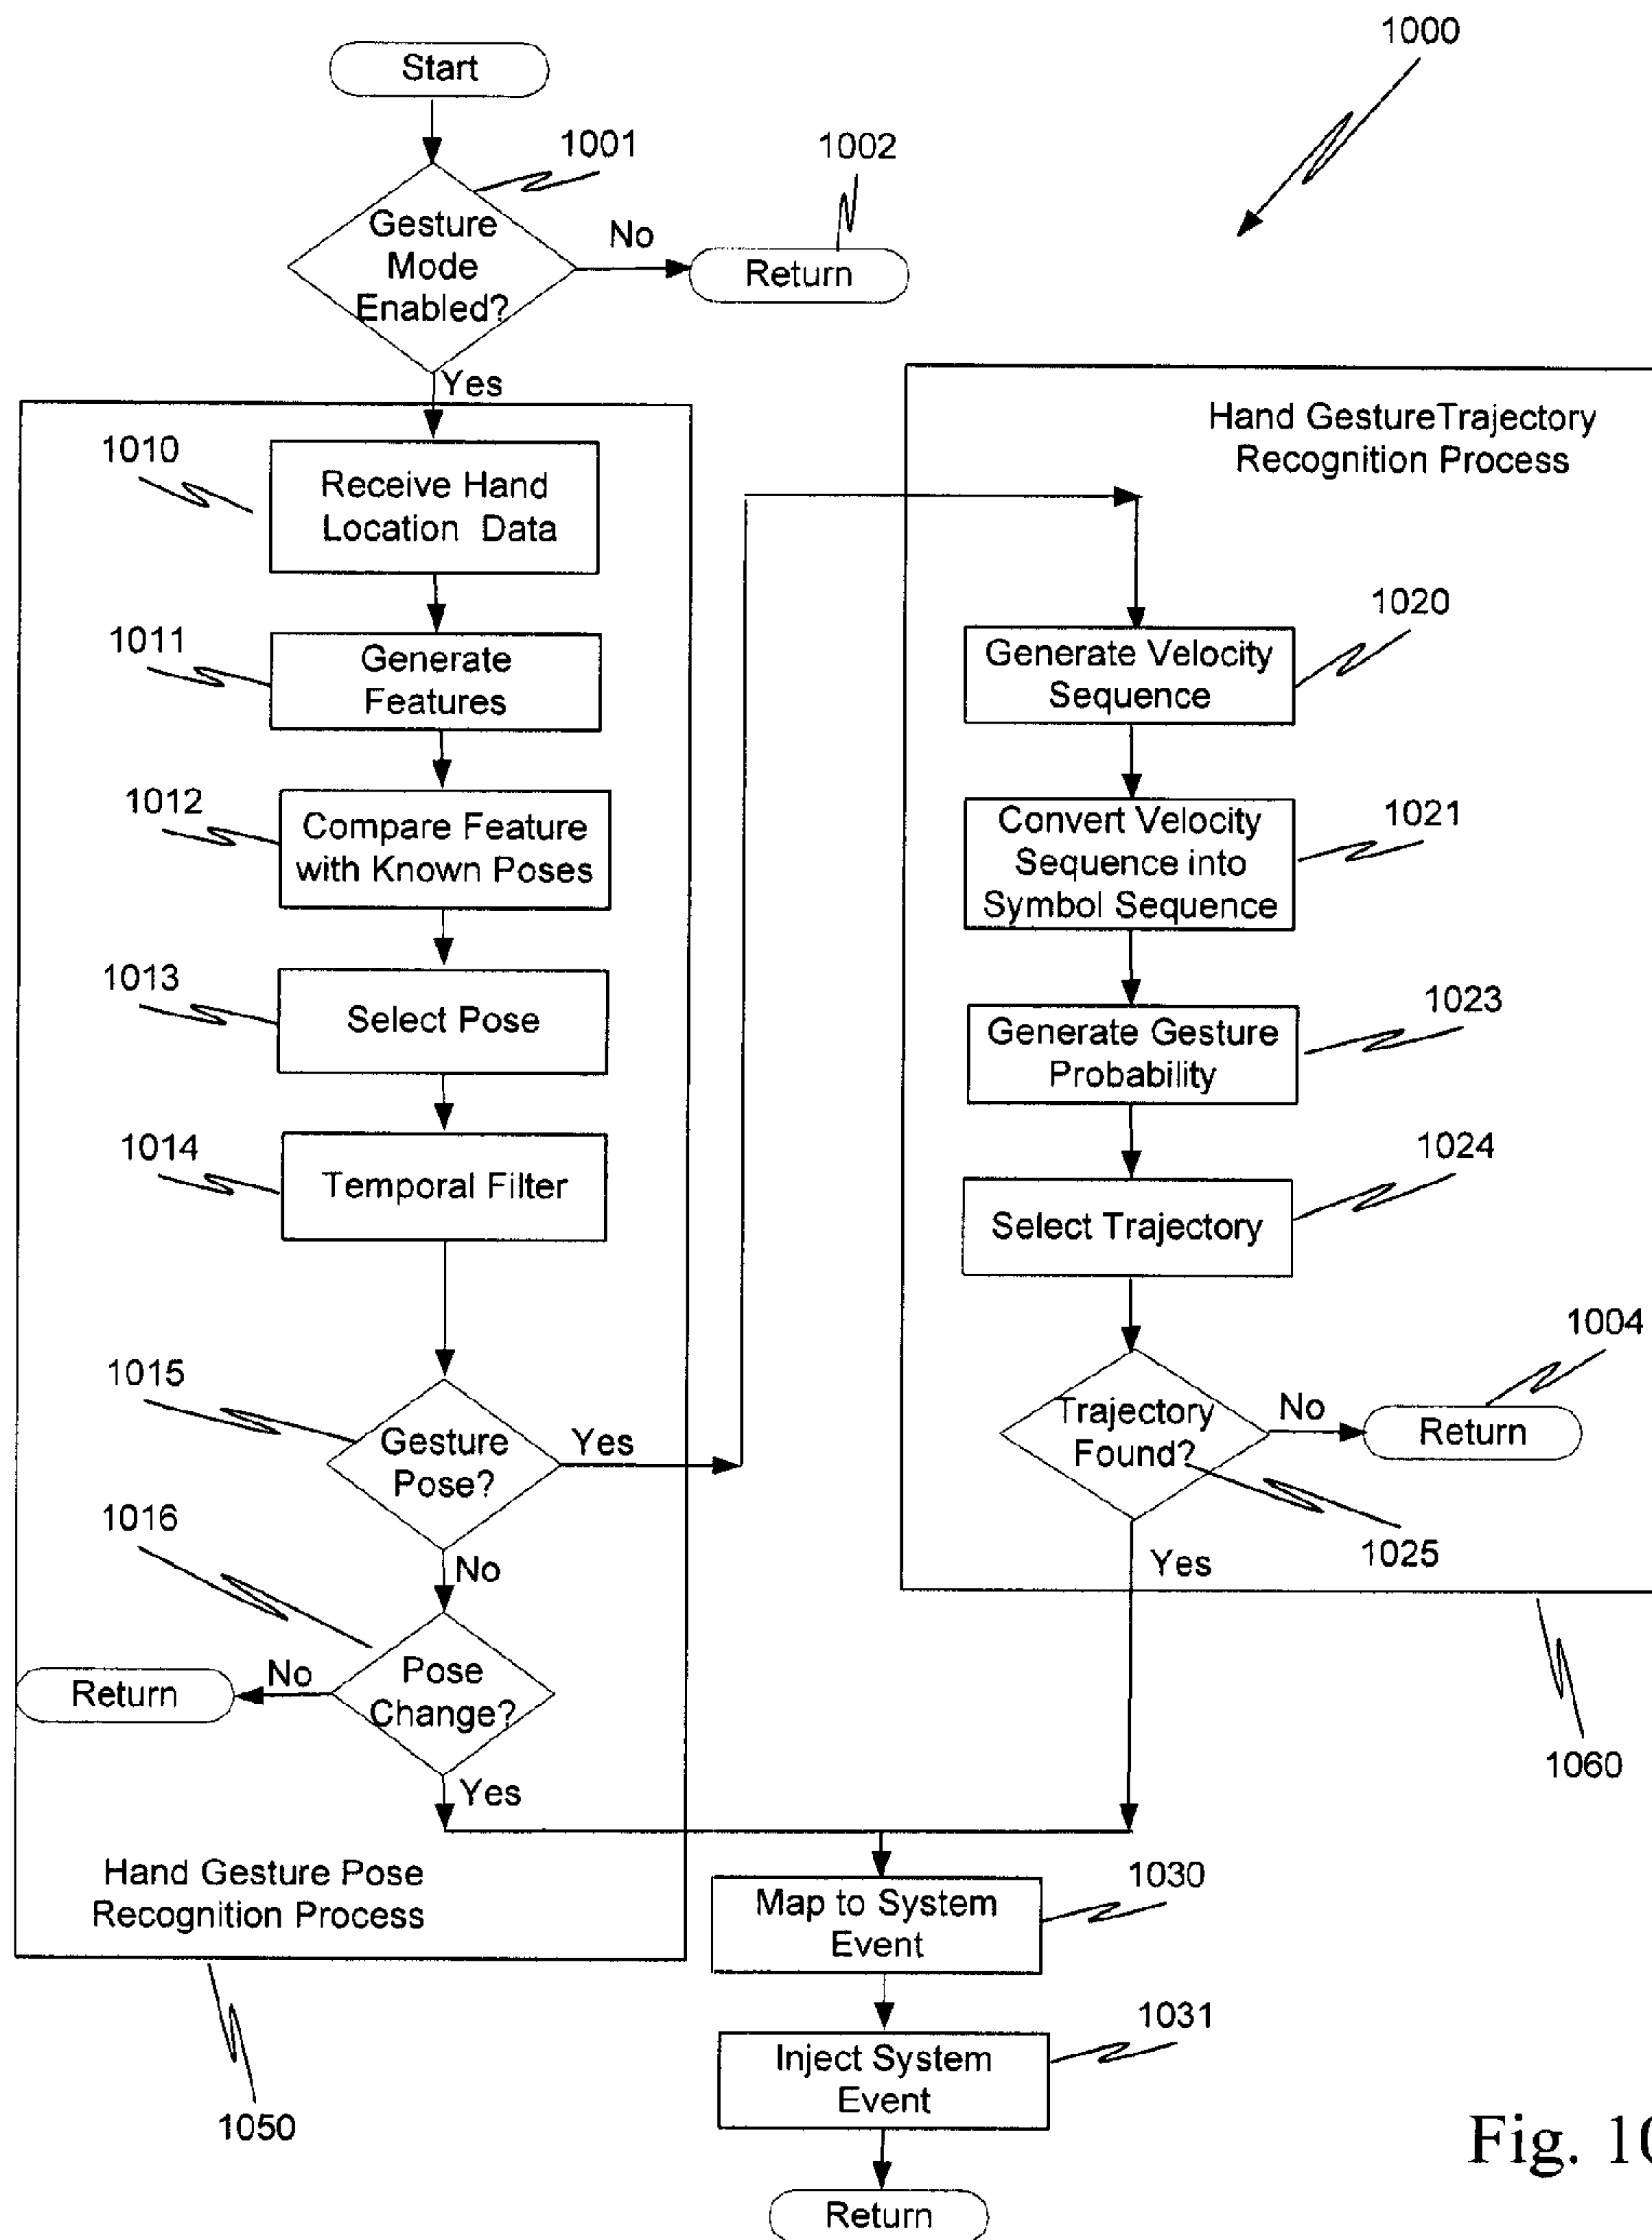 1000
Start
1001
1002
Gesture
Mode
Enabled?
No
Return
Yes
Hand GestureTrajectory
Recognition Process
1010
Receive Hand
Location Data
1011
Generate
Features
1012
Compare Feature
with Known Poses
1013
Select Pose
1014
Temporal Filter
1015
Gesture
Pose?
Yes
No
1016
Pose
Change?
No
Return
Yes
Hand Gesture Pose
Recognition Process
1050
1020
Generate Velocity
Sequence
1021
Convert Velocity
Sequence into
Symbol Sequence
1023
Generate Gesture
Probability
1024
Select Trajectory
1004
Trajectory
Found?
No
Return
1025
Yes
1060
1030
Map to System
Event
1031
Inject System
Event
Return
Fig. 10